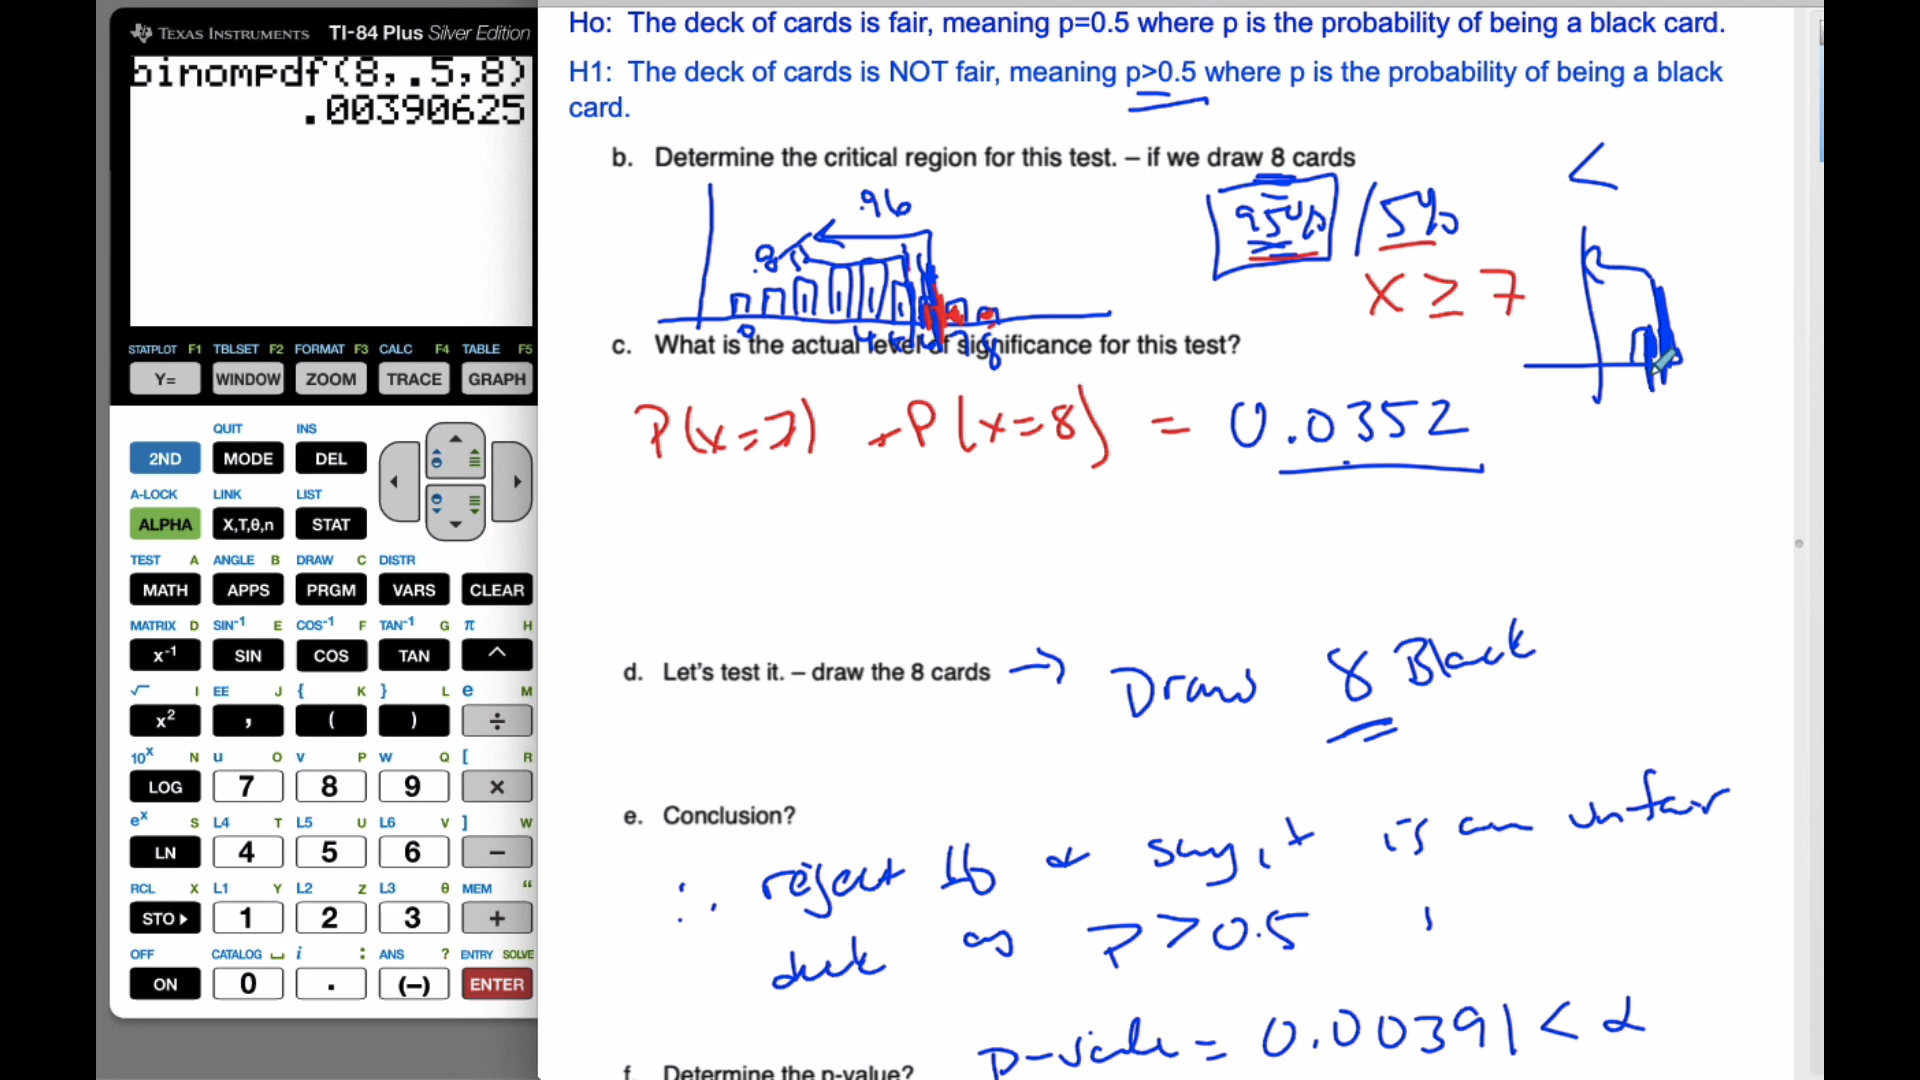 TEXAS INSTRUMENTS TI-84 Plus Silver Edition
binompdf(8,.5,8)
.00390625
STATPLOT F1 TBLSET F2 FORMAT F3 CALC F4 TABLE F5
Y= WINDOW ZOOM TRACE GRAPH
QUIT INS
2ND MODE DEL
A-LOCK LINK LIST
ALPHA X,T,θ,n STAT
TEST A ANGLE B DRAW C DISTR
MATH APPS PRGM VARS CLEAR
MATRIX D SIN-1 E COS-1 F TAN-1 G π H
x-1 SIN COS TAN ^
√ I EE J { K } L e M
x2 , ( ) ÷
10x N u O v P w Q [ R
LOG 7 8 9 ×
ex S L4 T L5 U L6 V ] W
LN 4 5 6 −
RCL X L1 Y L2 Z L3 θ MEM “
STO▶ 1 2 3 +
OFF CATALOG ⎵ i : ANS ? ENTRY SOLVE
ON 0 . (−) ENTER
Ho: The deck of cards is fair, meaning p=0.5 where p is the probability of being a black card.
H1: The deck of cards is NOT fair, meaning p>0.5 where p is the probability of being a black
card.
b. Determine the critical region for this test. – if we draw 8 cards
.96
95% / 5%
<
x ≥ 7
c. What is the actual level of significance for this test?
P(x=7) + P(x=8) = 0.0352
d. Let’s test it. – draw the 8 cards → Draw 8 Black
e. Conclusion?
∴ reject Ho & say it is an unfair
deck as P > 0.5
p-value = 0.00391 < α
f. Determine the p-value?